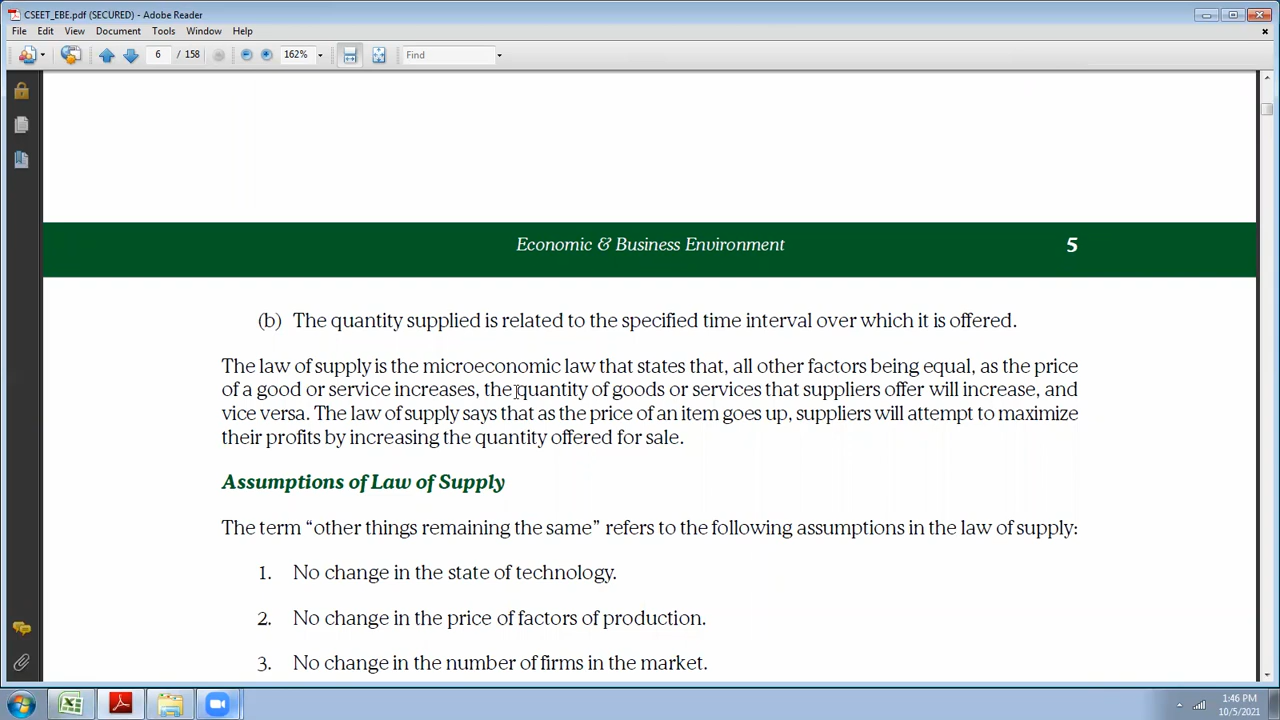 CSEET_EBE.pdf (SECURED) - Adobe Reader
File Edit View Document Tools Window Help
6 / 158 162% Find
Economic & Business Environment 5
(b) The quantity supplied is related to the specified time interval over which it is offered.
The law of supply is the microeconomic law that states that, all other factors being equal, as the price
of a good or service increases, the quantity of goods or services that suppliers offer will increase, and
vice versa. The law of supply says that as the price of an item goes up, suppliers will attempt to maximize
their profits by increasing the quantity offered for sale.
Assumptions of Law of Supply
The term “other things remaining the same” refers to the following assumptions in the law of supply:
1. No change in the state of technology.
2. No change in the price of factors of production.
3. No change in the number of firms in the market.
1:46 PM
10/5/2021